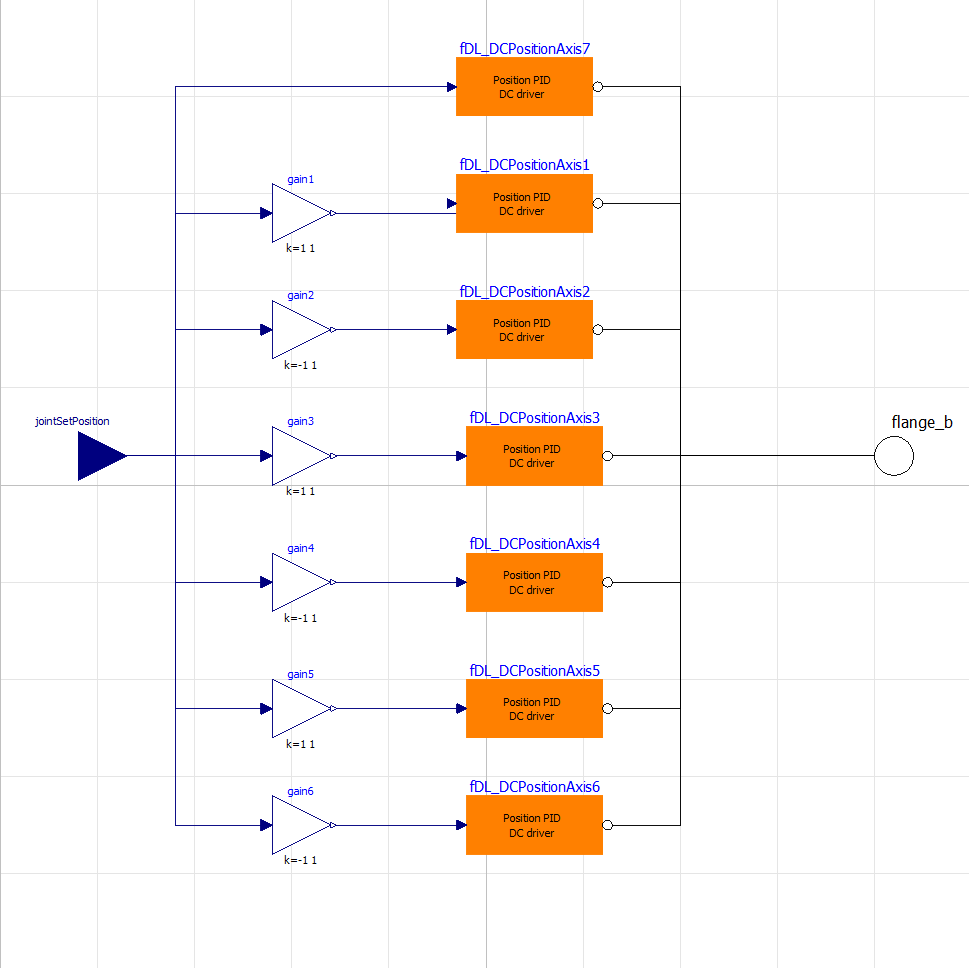 fDL_DCPositionAxis7
Position PID
DC driver
fDL_DCPositionAxis1
gain1
Position PID
DC driver
k=1 1
fDL_DCPositionAxis2
gain2
Position PID
DC driver
k=-1 1
jointSetPosition
gain3
fDL_DCPositionAxis3
flange_b
Position PID
DC driver
k=1 1
fDL_DCPositionAxis4
gain4
Position PID
DC driver
k=-1 1
fDL_DCPositionAxis5
gain5
Position PID
DC driver
k=1 1
fDL_DCPositionAxis6
gain6
Position PID
DC driver
k=-1 1